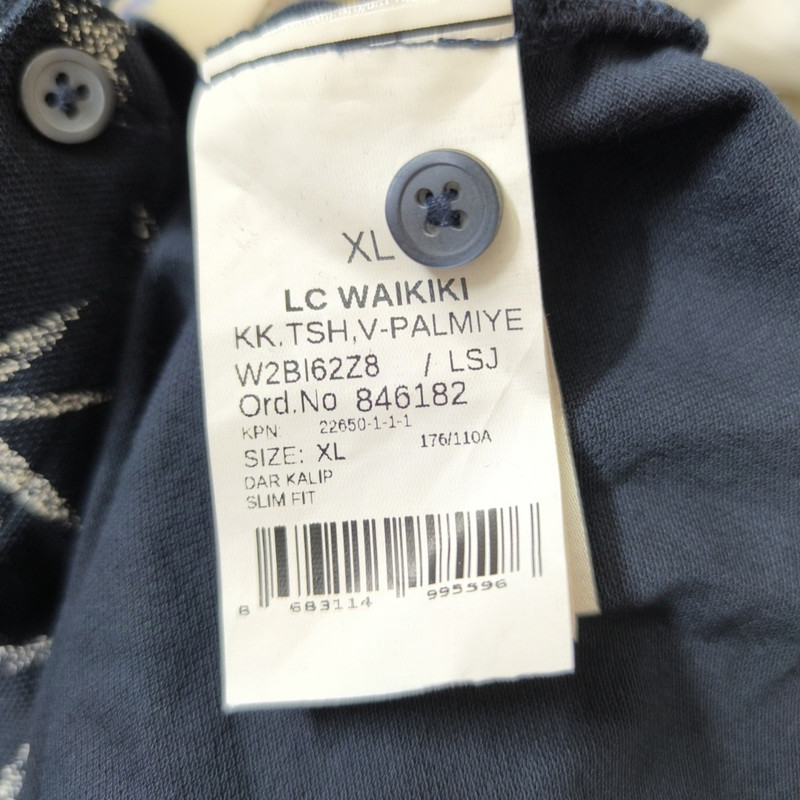 XL
LC WAIKIKI
KK.TSH,V-PALMIYE
W2BI62Z8 / LSJ
Ord.No 846182
KPN: 22650-1-1-1
176/110A
SIZE: XL
DAR KALIP
SLIM FIT
8 683114 995596